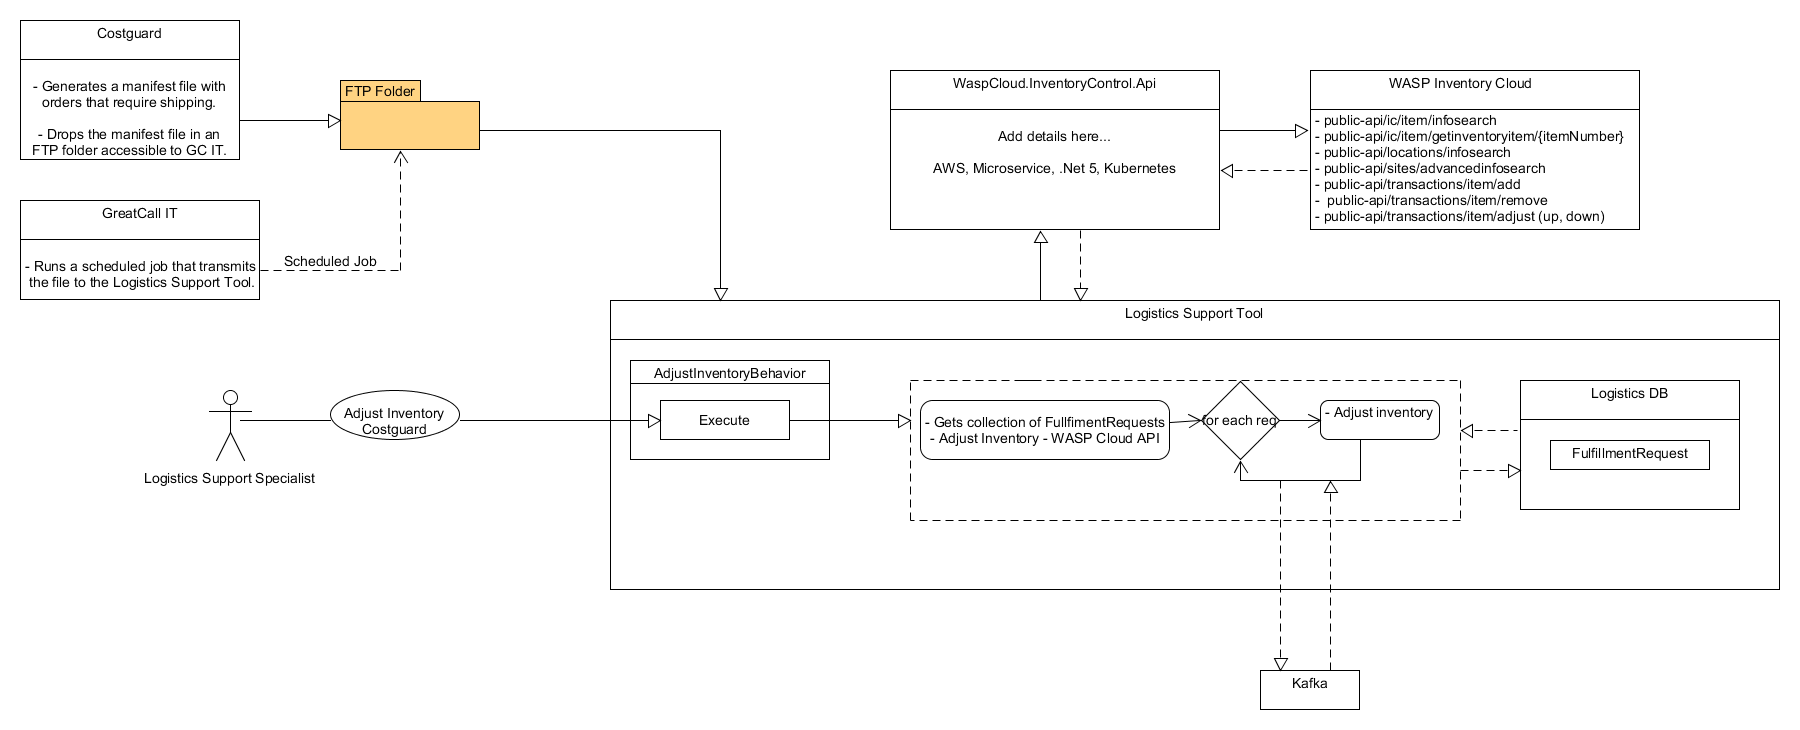 Costguard
- Generates a manifest file with
orders that require shipping.
- Drops the manifest file in an
FTP folder accessible to GC IT.
FTP Folder
GreatCall IT
- Runs a scheduled job that transmits
the file to the Logistics Support Tool.
Scheduled Job
WaspCloud.InventoryControl.Api
Add details here...
AWS, Microservice, .Net 5, Kubernetes
WASP Inventory Cloud
- public-api/ic/item/infosearch
- public-api/ic/item/getinventoryitem/{itemNumber}
- public-api/locations/infosearch
- public-api/sites/advancedinfosearch
- public-api/transactions/item/add
- public-api/transactions/item/remove
- public-api/transactions/item/adjust (up, down)
Logistics Support Tool
Logistics Support Specialist
Adjust Inventory
Costguard
AdjustInventoryBehavior
Execute
- Gets collection of FullfimentRequests
- Adjust Inventory - WASP Cloud API
for each req
- Adjust inventory
Logistics DB
FulfillmentRequest
Kafka